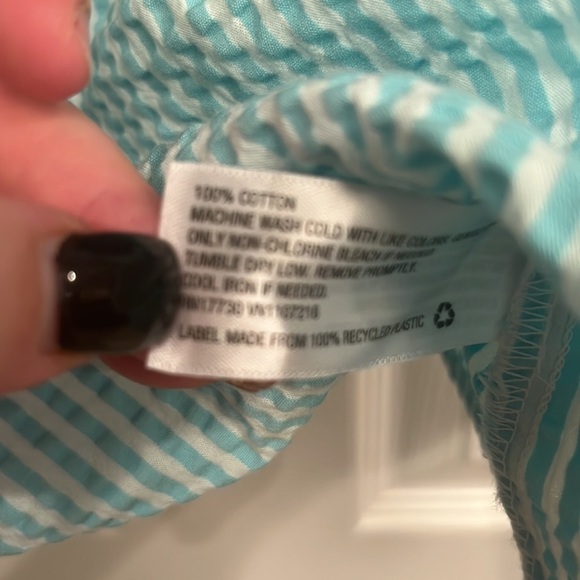 100% COTTON
MACHINE WASH COLD WITH LIKE COLORS.
ONLY NON-CHLORINE BLEACH IF NEEDED.
TUMBLE DRY LOW. REMOVE PROMPTLY.
COOL IRON IF NEEDED.
LABEL MADE FROM 100% RECYCLED PLASTIC